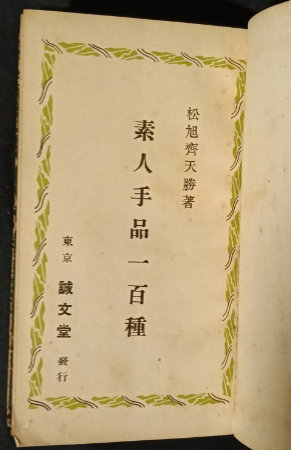 松旭齊天勝著
素人手品一百種
東京 誠文堂 發行